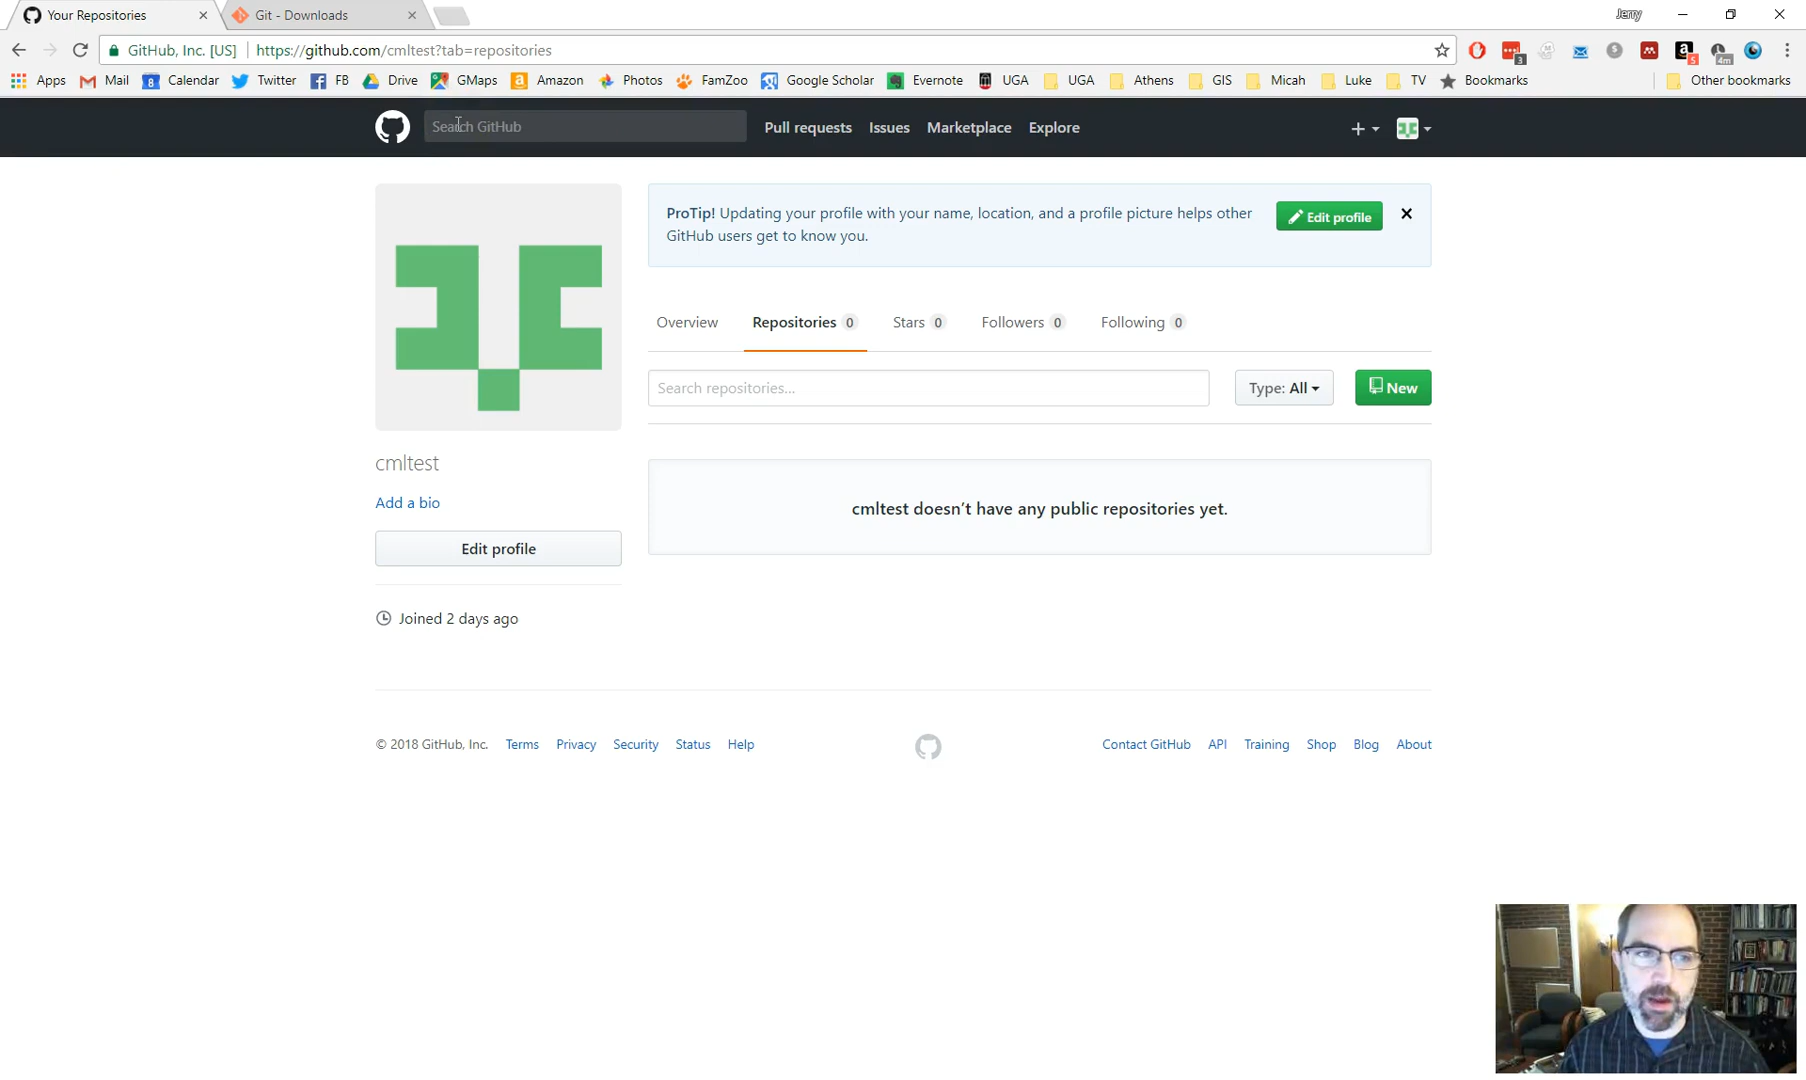 Your Repositories
Git - Downloads
Jerry
GitHub, Inc. [US] https://github.com/cmltest?tab=repositories
3 5 4m
Apps Mail 8 Calendar Twitter FB Drive GMaps Amazon Photos FamZoo Google Scholar Evernote UGA UGA Athens GIS Micah Luke TV Bookmarks Other bookmarks
Search GitHub Pull requests Issues Marketplace Explore
ProTip! Updating your profile with your name, location, and a profile picture helps other
GitHub users get to know you.
Edit profile
Overview Repositories 0 Stars 0 Followers 0 Following 0
Search repositories... Type: All New
cmltest
Add a bio
Edit profile
Joined 2 days ago
cmltest doesn't have any public repositories yet.
© 2018 GitHub, Inc. Terms Privacy Security Status Help
Contact GitHub API Training Shop Blog About